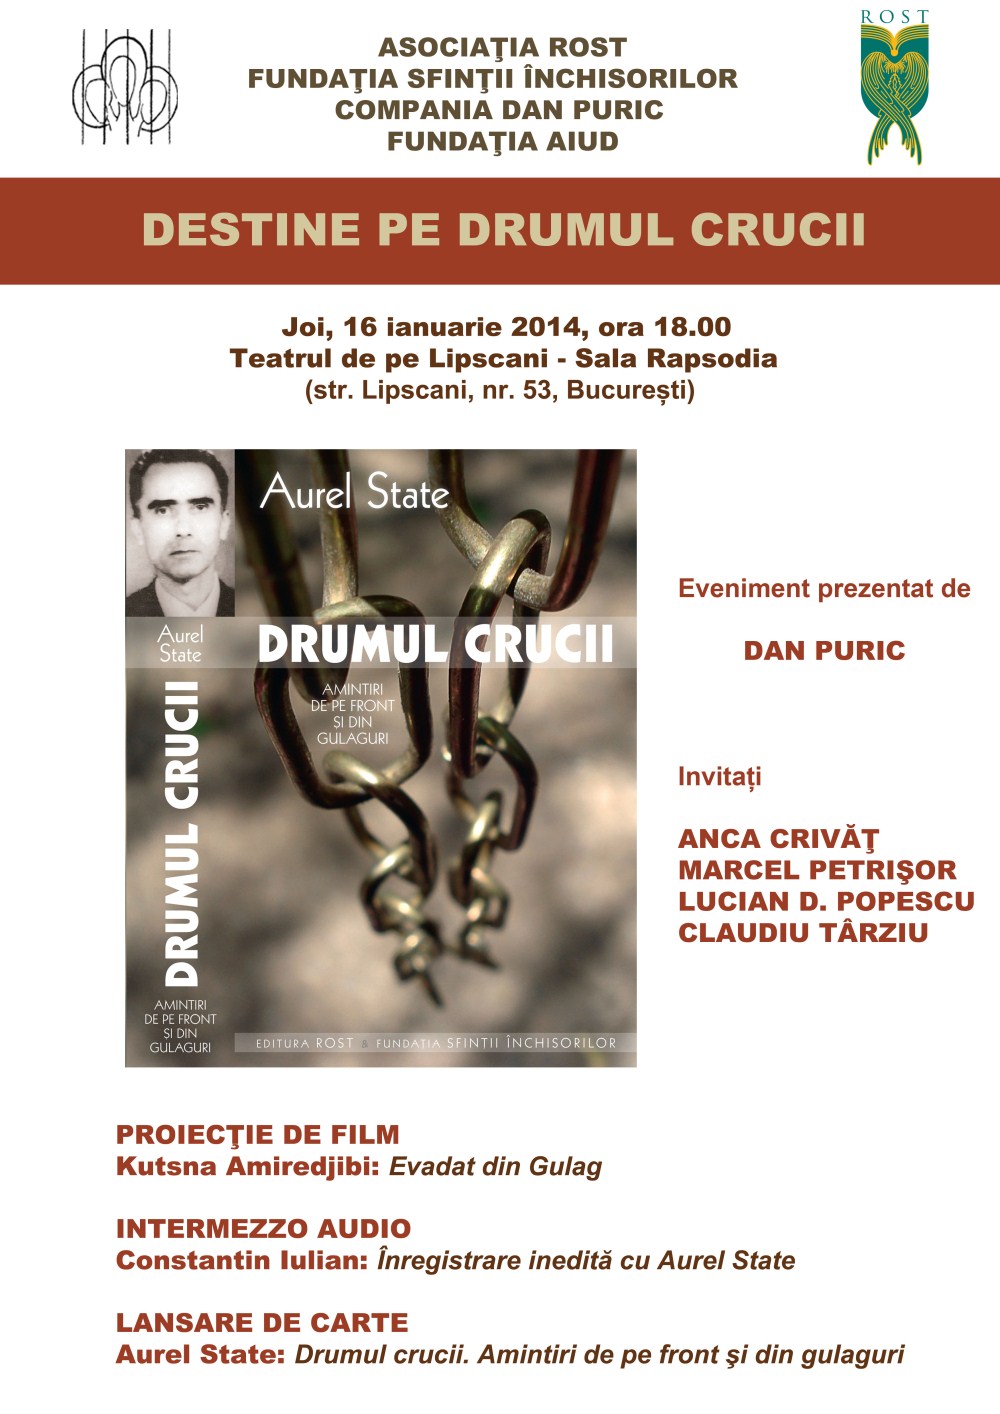 ROST
ASOCIAŢIA ROST
FUNDAŢIA SFINŢII ÎNCHISORILOR
COMPANIA DAN PURIC
FUNDAŢIA AIUD
DESTINE PE DRUMUL CRUCII
Joi, 16 ianuarie 2014, ora 18.00
Teatrul de pe Lipscani - Sala Rapsodia
(str. Lipscani, nr. 53, București)
Aurel State
DRUMUL CRUCII
AMINTIRI
DE PE FRONT
ȘI DIN
GULAGURI
Aurel
State
DRUMUL CRUCII
AMINTIRI
DE PE FRONT
ȘI DIN
GULAGURI
EDITURA ROST & FUNDATIA SFINTII ÎNCHISORILOR
Eveniment prezentat de
DAN PURIC
Invitați
ANCA CRIVĂŢ
MARCEL PETRIŞOR
LUCIAN D. POPESCU
CLAUDIU TÂRZIU
PROIECŢIE DE FILM
Kutsna Amiredjibi: Evadat din Gulag
INTERMEZZO AUDIO
Constantin Iulian: Înregistrare inedită cu Aurel State
LANSARE DE CARTE
Aurel State: Drumul crucii. Amintiri de pe front şi din gulaguri